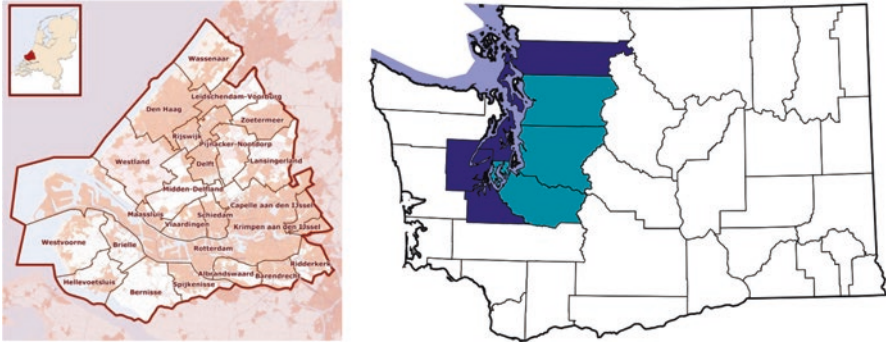 Wassenaar
Leidschendam-Voorburg
Den Haag
Zoetermeer
Rijswijk
Pijnacker-Nootdorp
Westland
Delft
Lansingerland
Midden-Delfland
Maassluis
Schiedam
Capelle aan den IJssel
Vlaardingen
Krimpen aan den IJssel
Westvoorne
Brielle
Rotterdam
Ridderkerk
Hellevoetsluis
Albrandswaard
Barendrecht
Bernisse
Spijkenisse